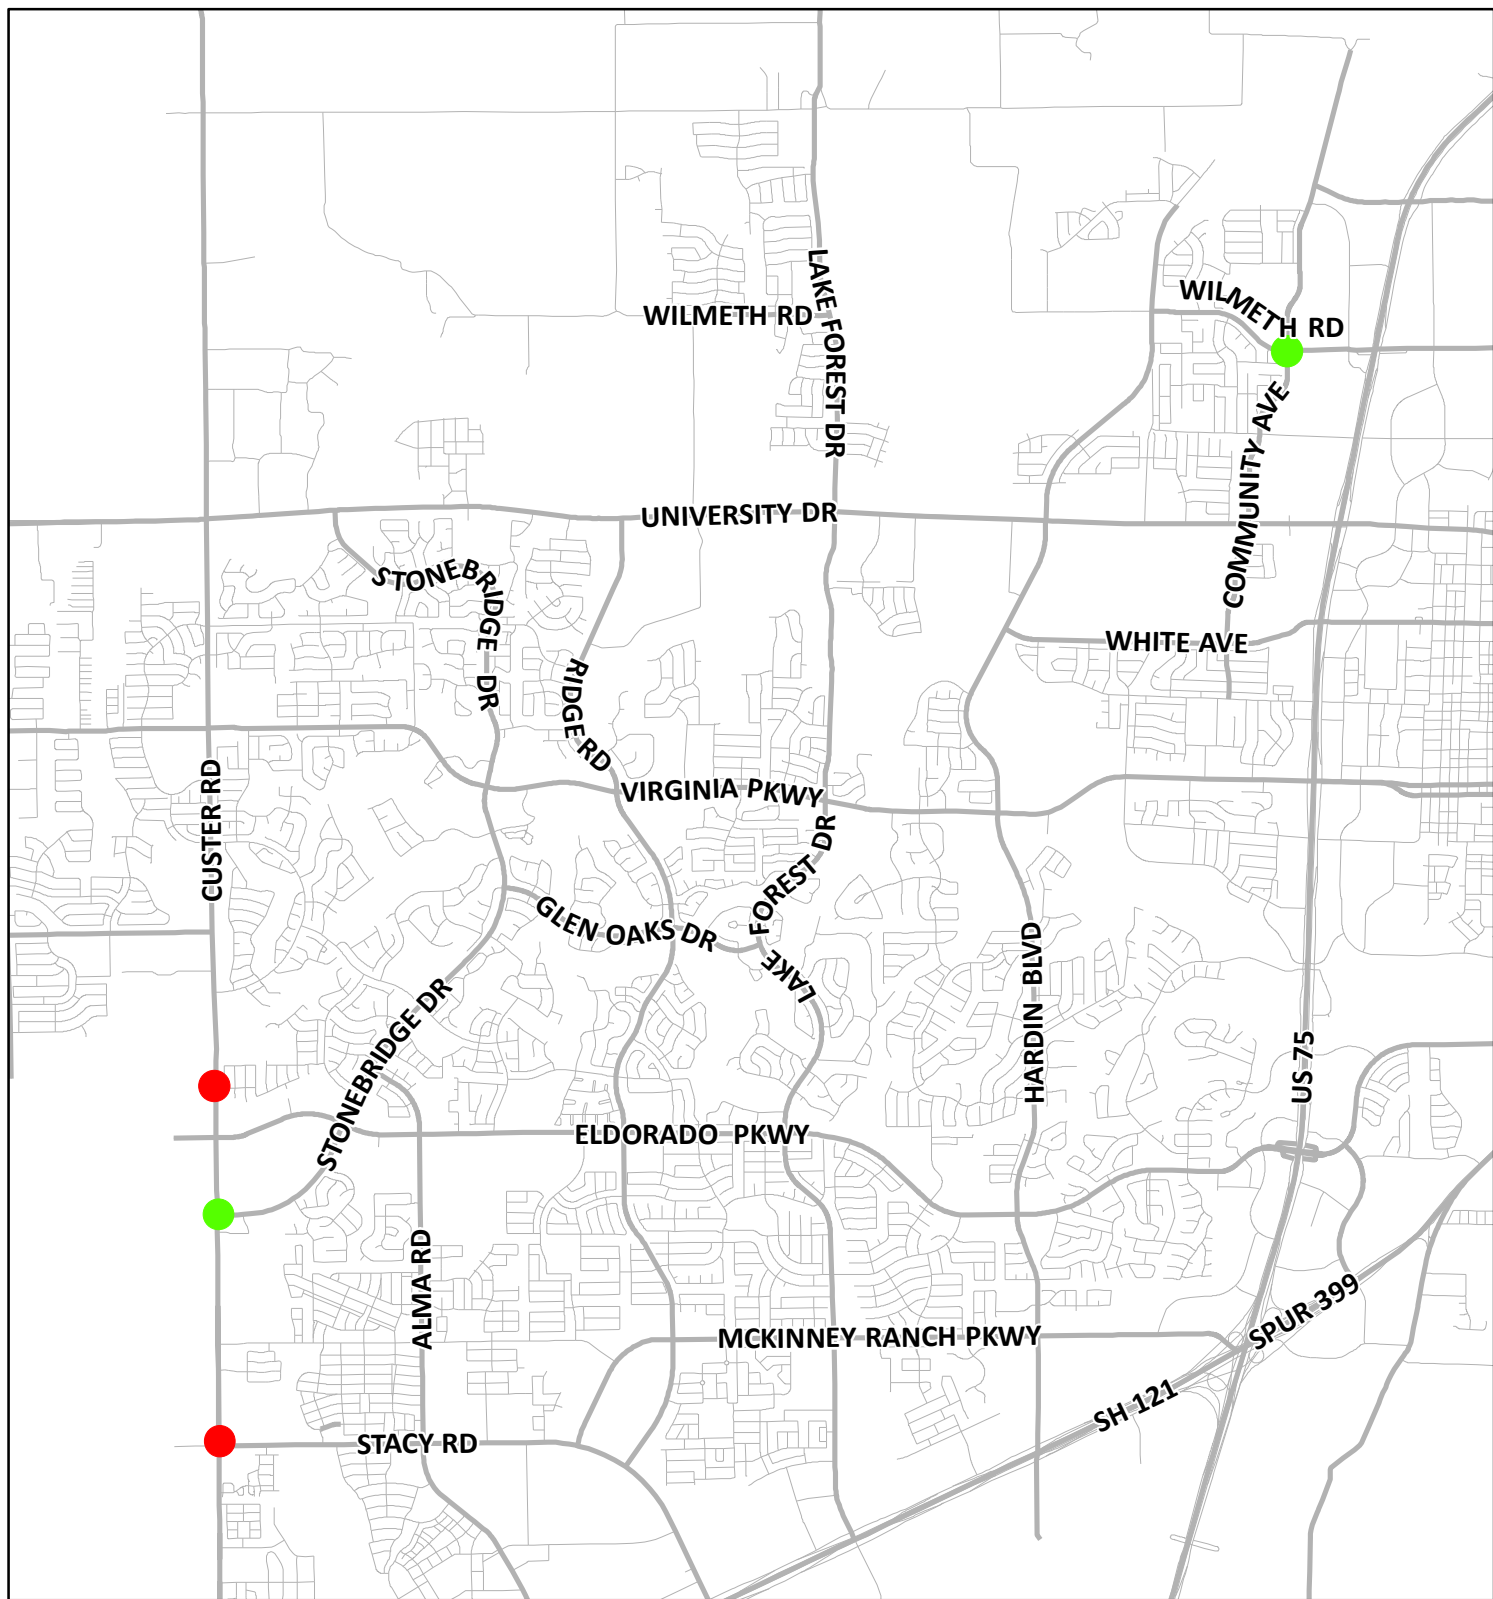 WILMETH RD
LAKE FOREST DR
WILMETH RD
COMMUNITY AVE
UNIVERSITY DR
STONEBRIDGE DR
RIDGE RD
WHITE AVE
CUSTER RD
VIRGINIA PKWY
LAKE FOREST DR
GLEN OAKS DR
HARDIN BLVD
STONEBRIDGE DR
US 75
ELDORADO PKWY
ALMA RD
MCKINNEY RANCH PKWY
SPUR 399
SH 121
STACY RD